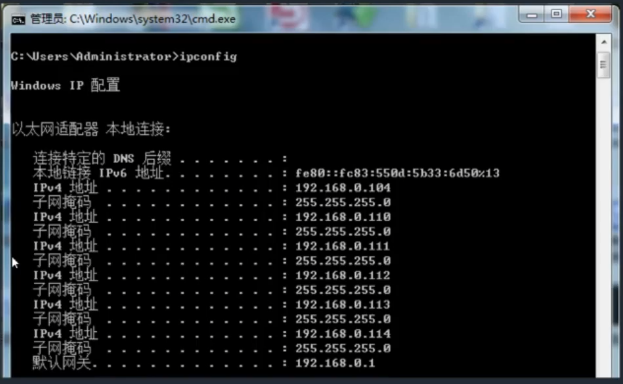 管理员: C:\Windows\system32\cmd.exe
C:\Users\Administrator>ipconfig
Windows IP 配置
以太网适配器 本地连接:
连接特定的 DNS 后缀 . . . . . . . :
本地链接 IPv6 地址. . . . . . . . : fe80::fc83:550d:5b33:6d50%13
IPv4 地址 . . . . . . . . . . . . : 192.168.0.104
子网掩码 . . . . . . . . . . . . : 255.255.255.0
IPv4 地址 . . . . . . . . . . . . : 192.168.0.110
子网掩码 . . . . . . . . . . . . : 255.255.255.0
IPv4 地址 . . . . . . . . . . . . : 192.168.0.111
子网掩码 . . . . . . . . . . . . : 255.255.255.0
IPv4 地址 . . . . . . . . . . . . : 192.168.0.112
子网掩码 . . . . . . . . . . . . : 255.255.255.0
IPv4 地址 . . . . . . . . . . . . : 192.168.0.113
子网掩码 . . . . . . . . . . . . : 255.255.255.0
IPv4 地址 . . . . . . . . . . . . : 192.168.0.114
子网掩码 . . . . . . . . . . . . : 255.255.255.0
默认网关. . . . . . . . . . . . . : 192.168.0.1